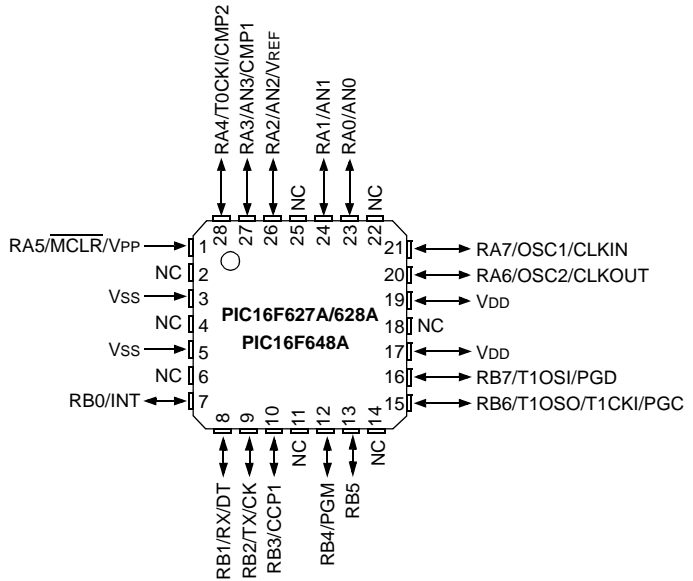 RA4/T0CKI/CMP2
RA3/AN3/CMP1
RA2/AN2/VREF
NC
RA1/AN1
RA0/AN0
NC
28
27
26
25
24
23
22
RA5/MCLR/VPP
1
NC
2
VSS
3
NC
4
VSS
5
NC
6
RB0/INT
7
PIC16F627A/628A
PIC16F648A
21
RA7/OSC1/CLKIN
20
RA6/OSC2/CLKOUT
19
VDD
18
NC
17
VDD
16
RB7/T1OSI/PGD
15
RB6/T1OSO/T1CKI/PGC
8
9
10
11
12
13
14
RB1/RX/DT
RB2/TX/CK
RB3/CCP1
NC
RB4/PGM
RB5
NC